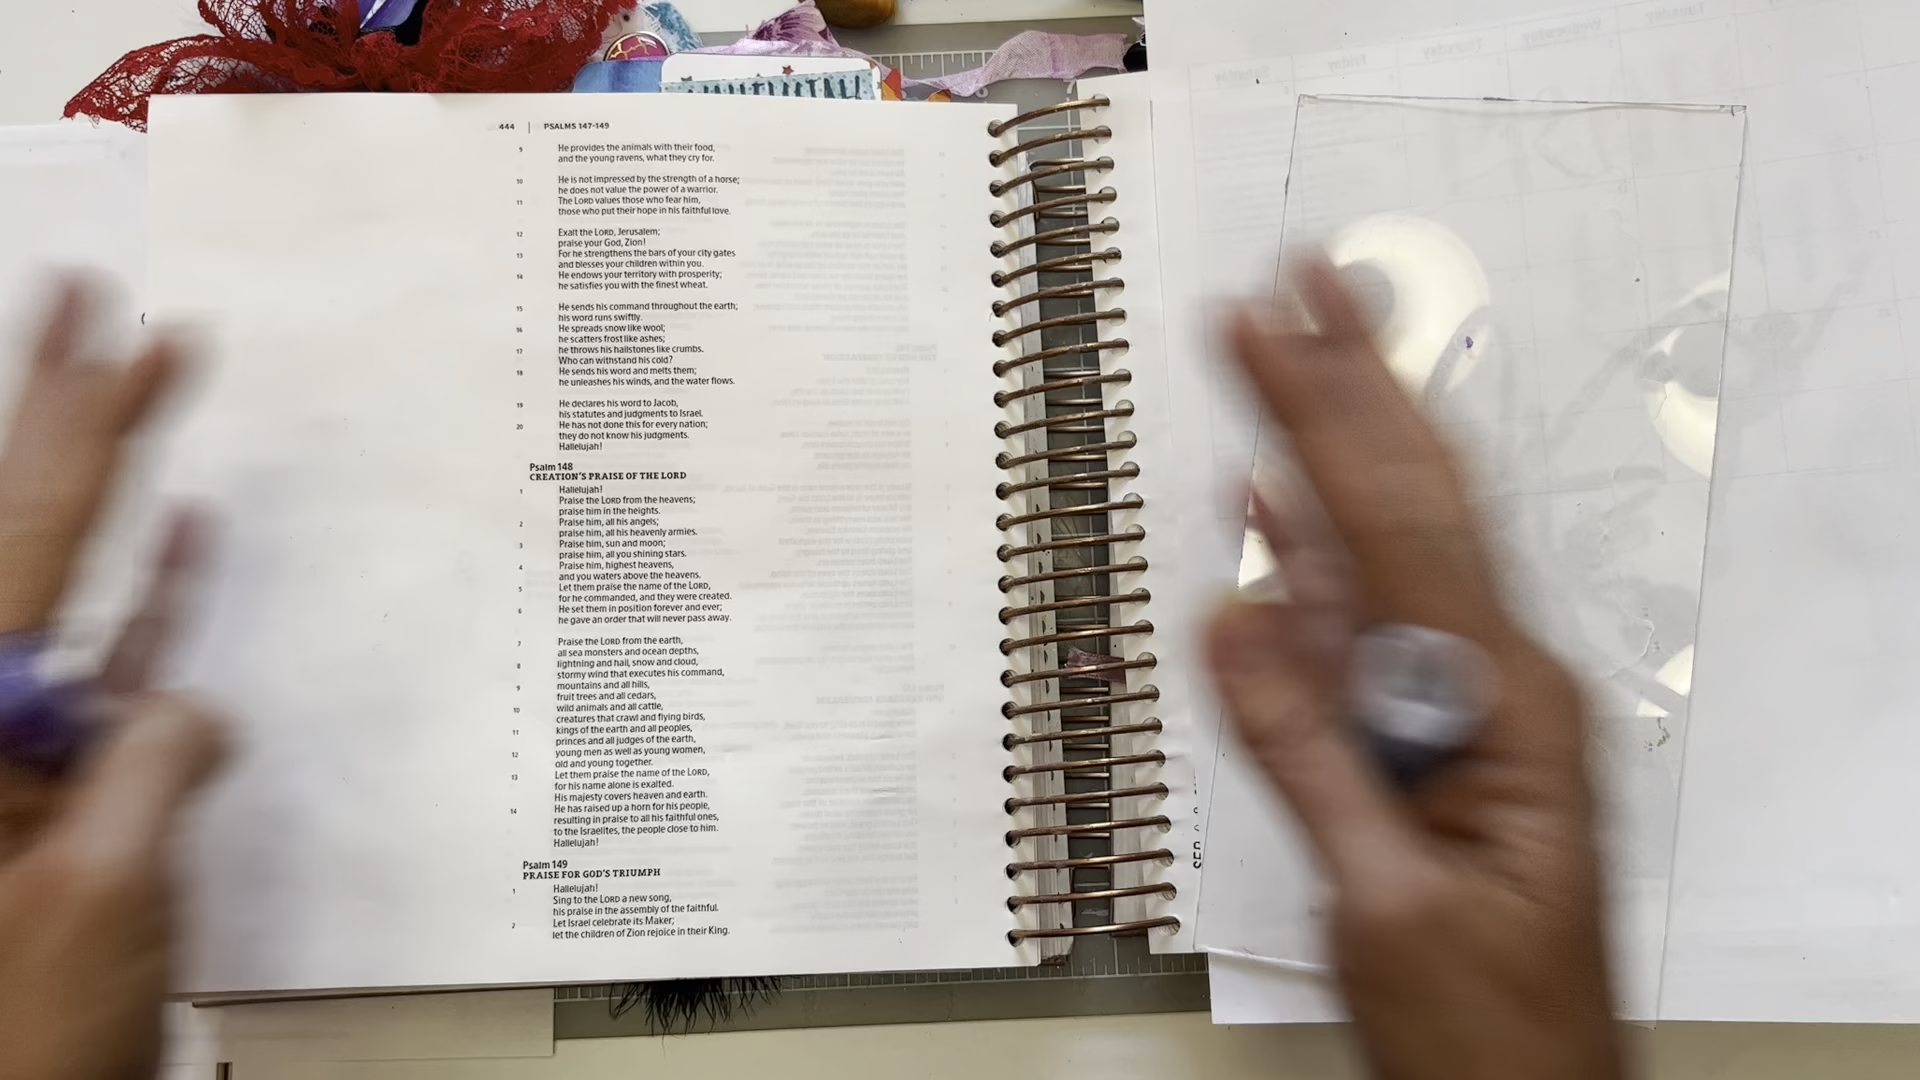 444 | PSALMS 147-149
9 He provides the animals with their food,
and the young ravens, what they cry for.
10 He is not impressed by the strength of a horse;
he does not value the power of a warrior.
11 The LORD values those who fear him,
those who put their hope in his faithful love.
12 Exalt the LORD, Jerusalem;
praise your God, Zion!
13 For he strengthens the bars of your city gates
and blesses your children within you.
14 He endows your territory with prosperity;
he satisfies you with the finest wheat.
15 He sends his command throughout the earth;
his word runs swiftly.
16 He spreads snow like wool;
he scatters frost like ashes;
17 he throws his hailstones like crumbs.
Who can withstand his cold?
18 He sends his word and melts them;
he unleashes his winds, and the water flows.
19 He declares his word to Jacob,
his statutes and judgments to Israel.
20 He has not done this for every nation;
they do not know his judgments.
Hallelujah!
Psalm 148
CREATION'S PRAISE OF THE LORD
1 Hallelujah!
Praise the LORD from the heavens;
praise him in the heights.
2 Praise him, all his angels;
praise him, all his heavenly armies.
3 Praise him, sun and moon;
praise him, all you shining stars.
4 Praise him, highest heavens,
and you waters above the heavens.
5 Let them praise the name of the LORD,
for he commanded, and they were created.
6 He set them in position forever and ever;
he gave an order that will never pass away.
7 Praise the LORD from the earth,
all sea monsters and ocean depths,
8 lightning and hail, snow and cloud,
stormy wind that executes his command,
9 mountains and all hills,
fruit trees and all cedars,
10 wild animals and all cattle,
creatures that crawl and flying birds,
11 kings of the earth and all peoples,
princes and all judges of the earth,
12 young men as well as young women,
old and young together.
13 Let them praise the name of the LORD,
for his name alone is exalted.
His majesty covers heaven and earth.
14 He has raised up a horn for his people,
resulting in praise to all his faithful ones,
to the Israelites, the people close to him.
Hallelujah!
Psalm 149
PRAISE FOR GOD'S TRIUMPH
1 Hallelujah!
Sing to the LORD a new song,
his praise in the assembly of the faithful.
2 Let Israel celebrate its Maker;
let the children of Zion rejoice in their King.
Tuesday
Wednesday
Thursday
Friday
Saturday